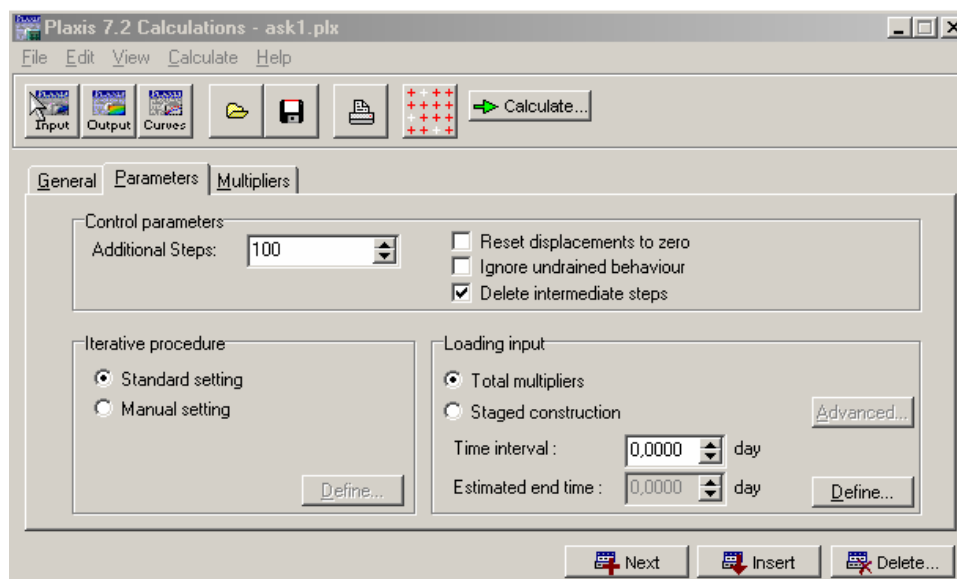 Plaxis 7.2 Calculations - ask1.plx
File Edit View Calculate Help
Input Output Curves Calculate...
General Parameters Multipliers
Control parameters
Additional Steps: 100
Reset displacements to zero
Ignore undrained behaviour
Delete intermediate steps
Iterative procedure
Standard setting
Manual setting
Define...
Loading input
Total multipliers
Staged construction
Advanced...
Time interval : 0,0000 day
Estimated end time : 0,0000 day
Define...
Next Insert Delete...